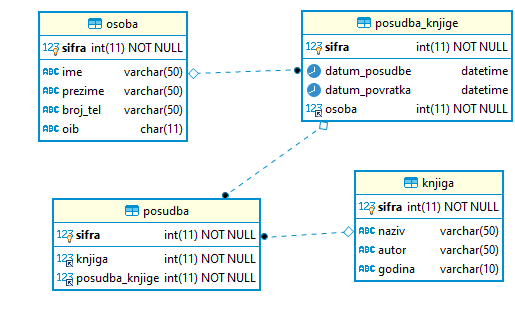 osoba
123 sifra int(11) NOT NULL
ABC ime varchar(50)
ABC prezime varchar(50)
ABC broj_tel varchar(50)
ABC oib char(11)
posudba_knjige
123 sifra int(11) NOT NULL
datum_posudbe datetime
datum_povratka datetime
123 osoba int(11) NOT NULL
posudba
123 sifra int(11) NOT NULL
123 knjiga int(11) NOT NULL
123 posudba_knjige int(11) NOT NULL
knjiga
123 sifra int(11) NOT NULL
ABC naziv varchar(50)
ABC autor varchar(50)
ABC godina varchar(10)